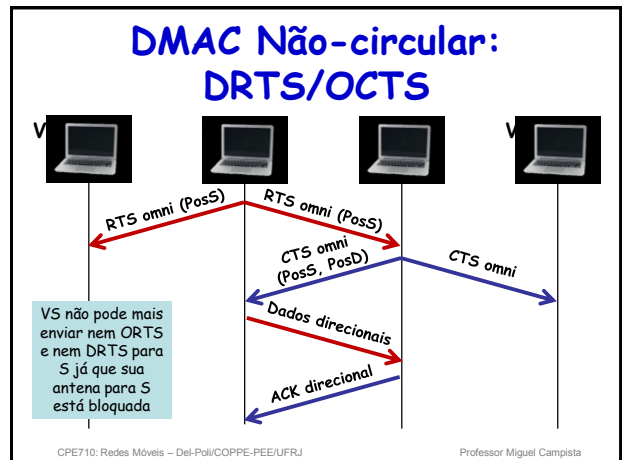 DMAC Não-circular:
DRTS/OCTS
V
V
RTS omni (PosS)
RTS omni (PosS)
CTS omni
(PosS, PosD)
CTS omni
Dados direcionais
ACK direcional
VS não pode mais
enviar nem ORTS
e nem DRTS para
S já que sua
antena para S
está bloquada
CPE710: Redes Móveis – Del-Poli/COPPE-PEE/UFRJ
Professor Miguel Campista